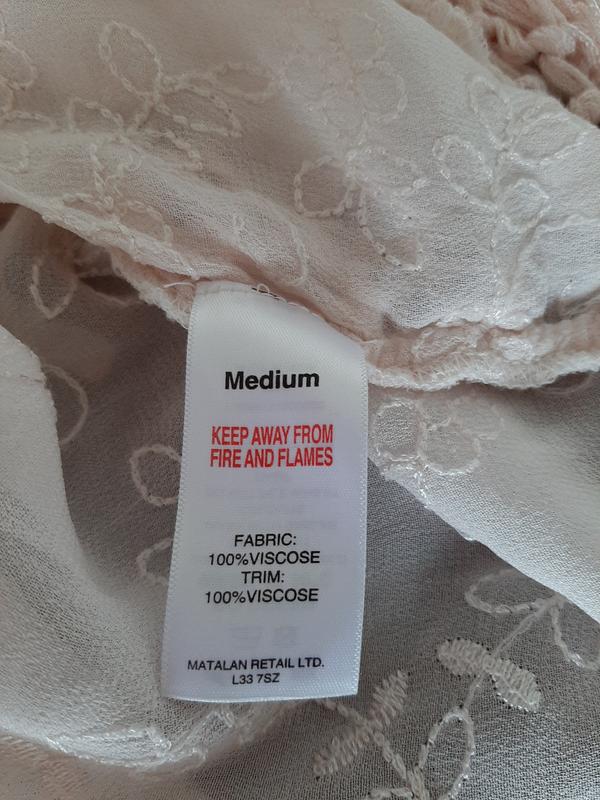 Medium
KEEP AWAY FROM
FIRE AND FLAMES
FABRIC:
100%VISCOSE
TRIM:
100%VISCOSE
MATALAN RETAIL LTD.
L33 7SZ